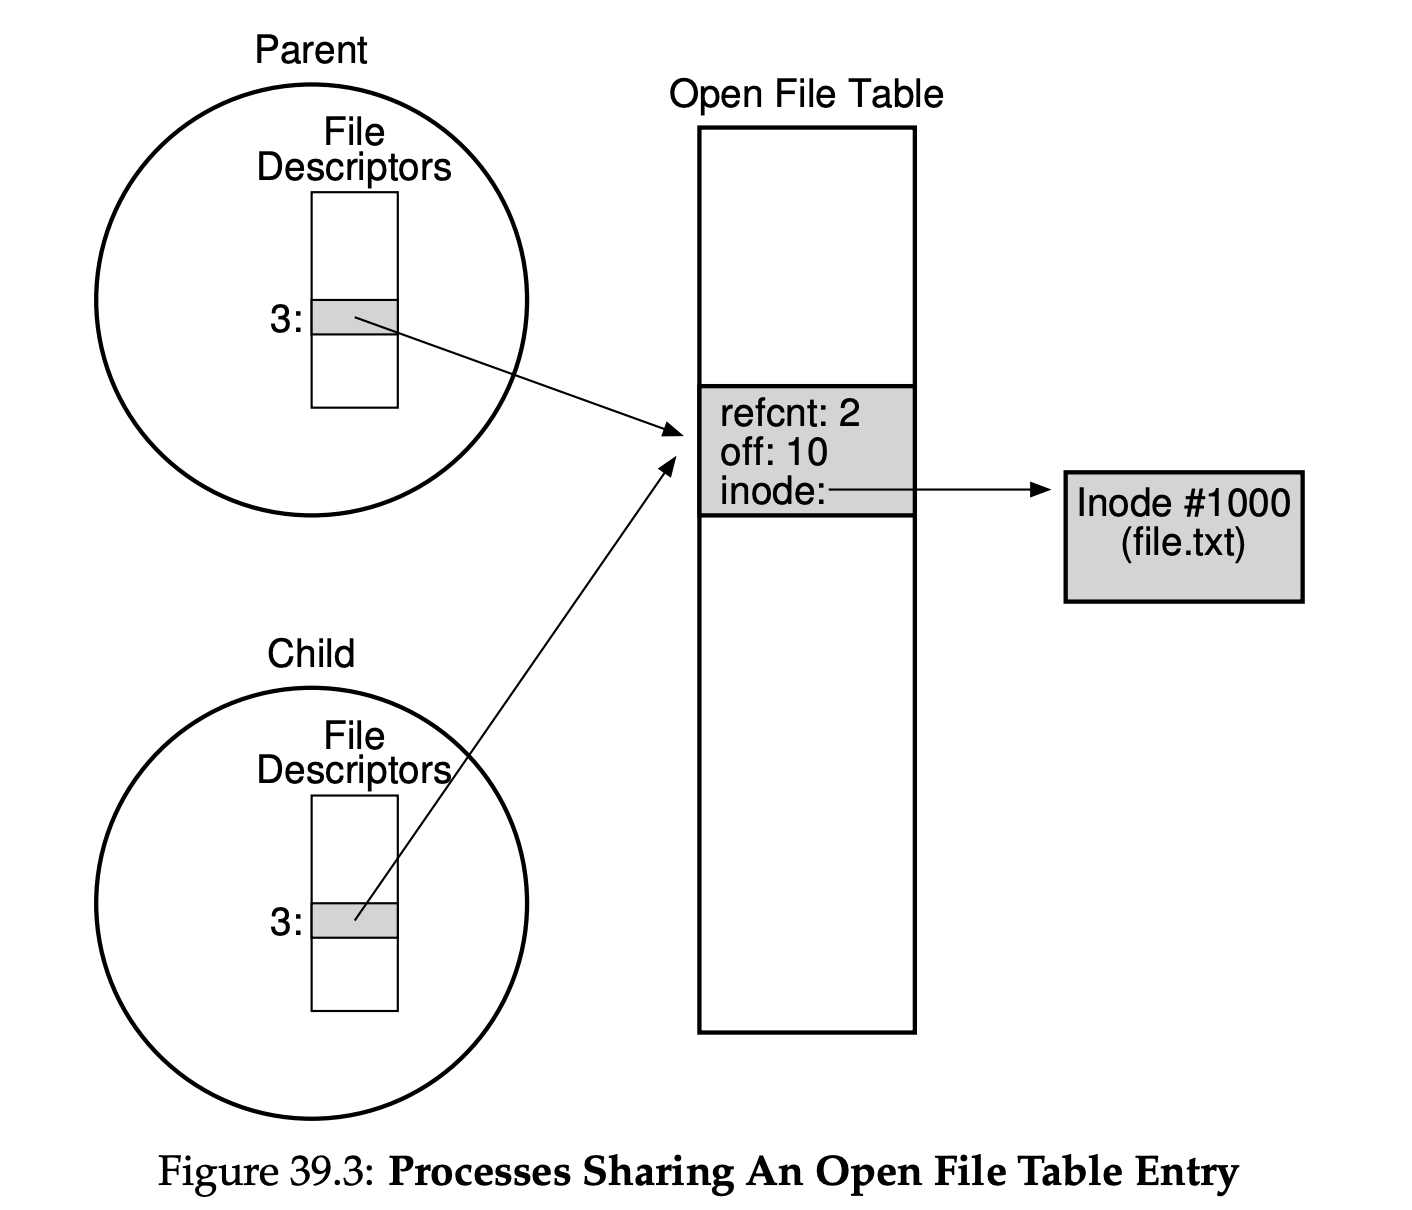 Parent
File
Descriptors
3:
Open File Table
refcnt: 2
off: 10
inode:
Inode #1000
(file.txt)
Child
File
Descriptors
3:
Figure 39.3: Processes Sharing An Open File Table Entry